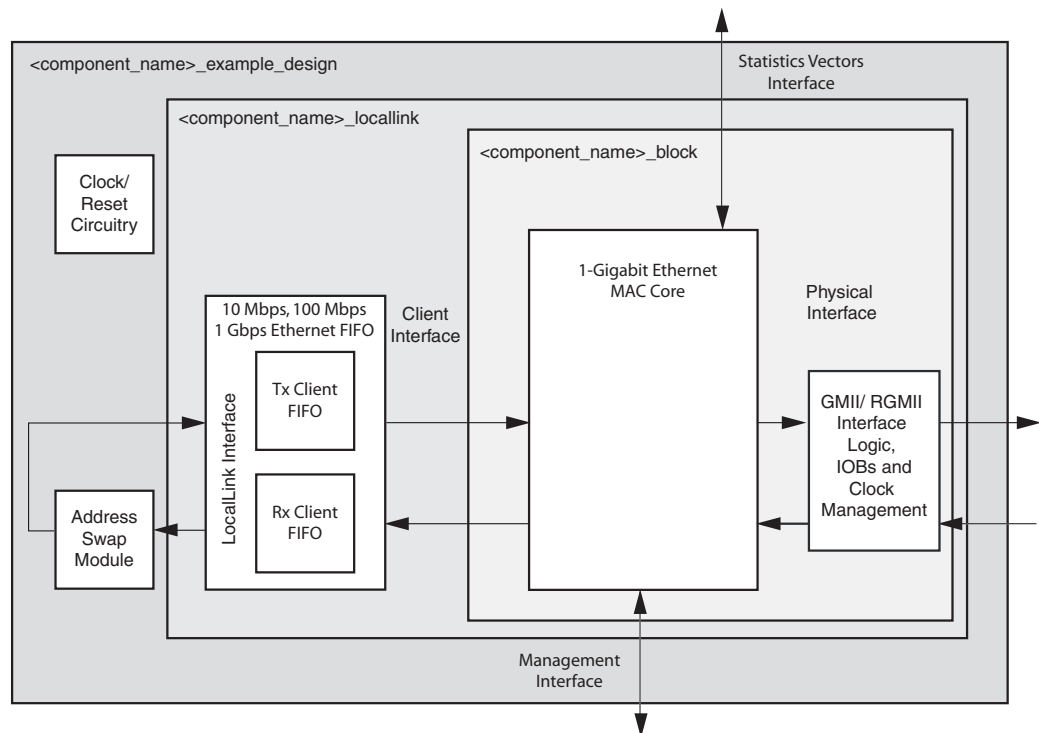 <component_name>_example_design
Statistics Vectors
Interface
<component_name>_locallink
<component_name>_block
Clock/
Reset
Circuitry
1-Gigabit Ethernet
MAC Core
Physical
Interface
10 Mbps, 100 Mbps
1 Gbps Ethernet FIFO
Client
Interface
LocalLink Interface
Tx Client
FIFO
Rx Client
FIFO
GMII/ RGMII
Interface
Logic,
IOBs and
Clock
Management
Address
Swap
Module
Management
Interface